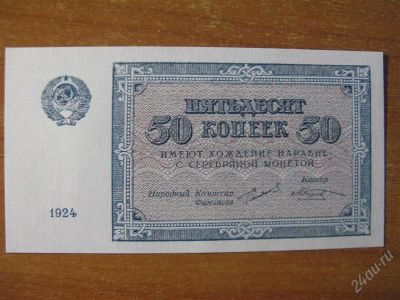 ПЯТЬДЕСЯТ
50 КОПЕЕК 50
ИМЕЮТ ХОЖДЕНИЕ НАРАВНЕ
С СЕРЕБРЯНОЙ МОНЕТОЙ
Кассир
Народный Комиссар
Финансов
1924
24au.ru